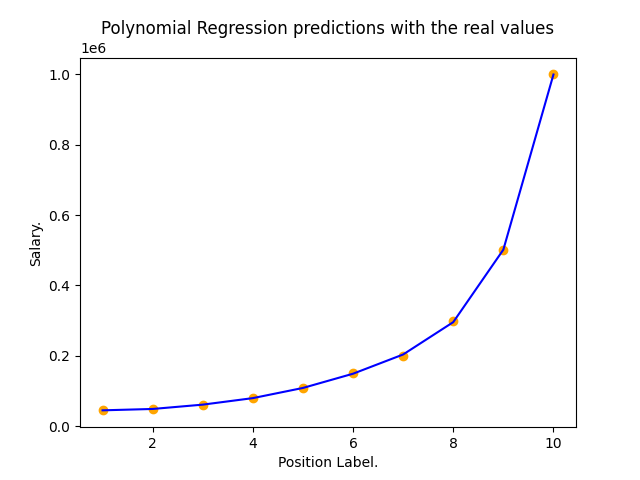 Polynomial Regression predictions with the real values
1e6
1.0
0.8
0.6
0.4
0.2
0.0
Salary.
2 4 6 8 10
Position Label.